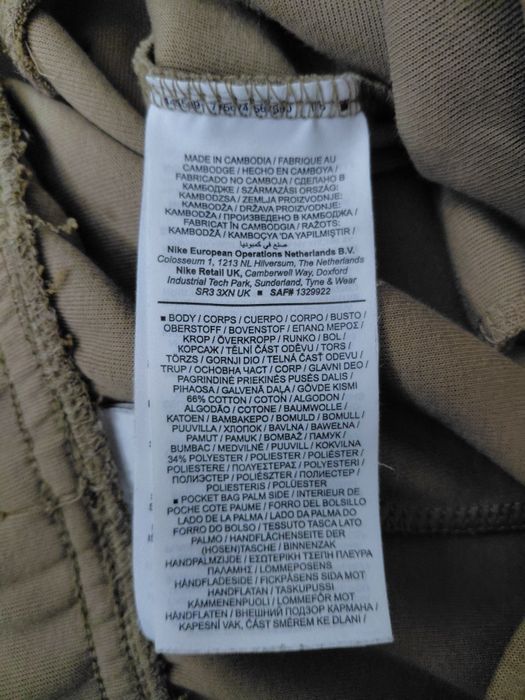 MADE IN CAMBODIA / FABRIQUE AU
CAMBODGE / HECHO EN CAMBOYA /
FABRICADO NO CAMBOJA / СДЕЛАНО В
КАМБОДЖЕ / SZÁRMAZÁSI ORSZÁG:
KAMBODZSA / ZEMLJA PROIZVODNJE:
KAMBODŽA / DRŽAVA PROIZVODNJE:
KAMBODŽA / ПРОИЗВЕДЕНО В КАМБОДЖА /
FABRICAT ÎN CAMBODGIA / RAŽOTS:
KAMBODŽĀ / KAMBOÇYA 'DA YAPILMIŞTIR /
صنع في كمبوديا
Nike European Operations Netherlands B.V.
Colosseum 1, 1213 NL Hilversum, The Netherlands
Nike Retail UK, Camberwell Way, Doxford
Industrial Tech Park, Sunderland, Tyne & Wear
SR3 3XN UK ■ SAF# 1329922
■ BODY / CORPS / CUERPO / CORPO / BUSTO /
OBERSTOFF / BOVENSTOF / ΕΠΑΝΩ ΜΕΡΟΣ /
KROP / ÖVERKROPP / RUNKO / BOL /
КОРСАЖ / TĚLNÍ ČÁST ODĚVU / TORS /
TÖRZS / GORNJI DIO / TELNÁ ČASŤ ODEVU /
TRUP / ОСНОВНА ЧАСТ / CORP / GLAVNI DEO /
PAGRINDINĖ PRIEKINĖS PUSĖS DALIS /
PIHAOSA / GALVENĀ DAĻA / GÖVDE KISMI
66% COTTON / COTON / ALGODON /
ALGODÃO / COTONE / BAUMWOLLE /
KATOEN / ΒΑΜΒΑΚΕΡΟ / BOMULD / BOMULL /
PUUVILLA / ХЛОПОК / BAVLNA / BAWEŁNA /
PAMUT / PAMUK / BOMBAŽ / ПАМУК /
BUMBAC / MEDVILNĖ / PUUVILL / KOKVILNA
34% POLYESTER / POLIESTER / POLIÉSTER /
POLIESTERE / ΠΟΛΥΕΣΤΕΡΑΣ / POLYESTERI /
ПОЛИЭСТЕР / POLIÉSZTER / ПОЛИЕСТЕР /
POLIESTERIS / POLÜESTER
■ POCKET BAG PALM SIDE / INTERIEUR DE
POCHE COTE PAUME / FORRO DEL BOLSILLO
LADO DE LA PALMA / LADO DA PALMA DO
FORRO DO BOLSO / TESSUTO TASCA LATO
PALMO / HANDFLÄCHENSEITE DER
(HOSEN)TASCHE / BINNENZAK
HANDPALMZIJDE / ΕΣΩΤΕΡΙΚΗ ΤΣΕΠΗ ΠΛΕΥΡΑ
ΠΑΛΑΜΗΣ / LOMMEPOSENS
HÅNDFLADESIDE / FICKPÅSENS SIDA MOT
HANDFLATAN / TASKUPUSSI
KÄMMENENPUOLI / LOMMEFÔR MOT
HÅNDFLATEN / ВНЕШНИЙ ПОДЗОР КАРМАНА /
KAPESNÍ VAK, ČÁST SMĚREM KE DLANI /